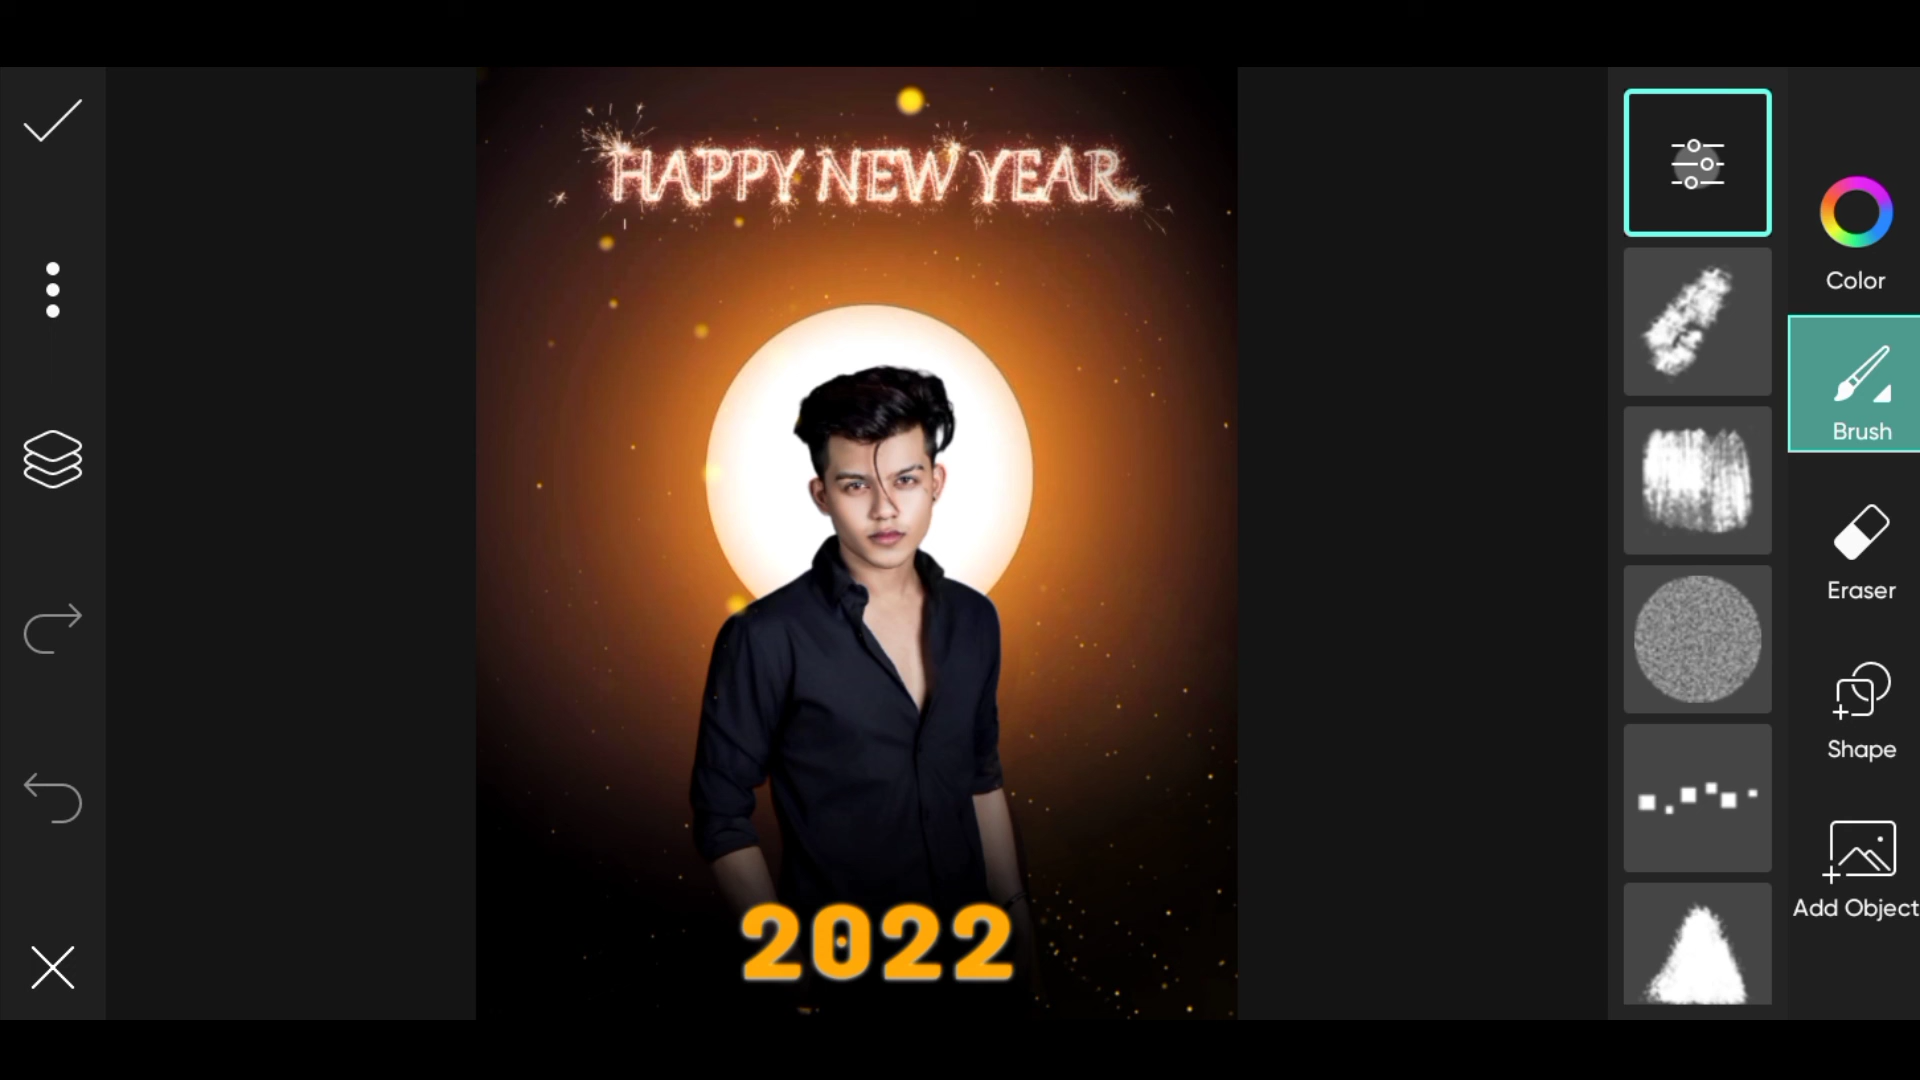 HAPPY NEW YEAR
Color
Brush
Eraser
Shape
Add Object
2022